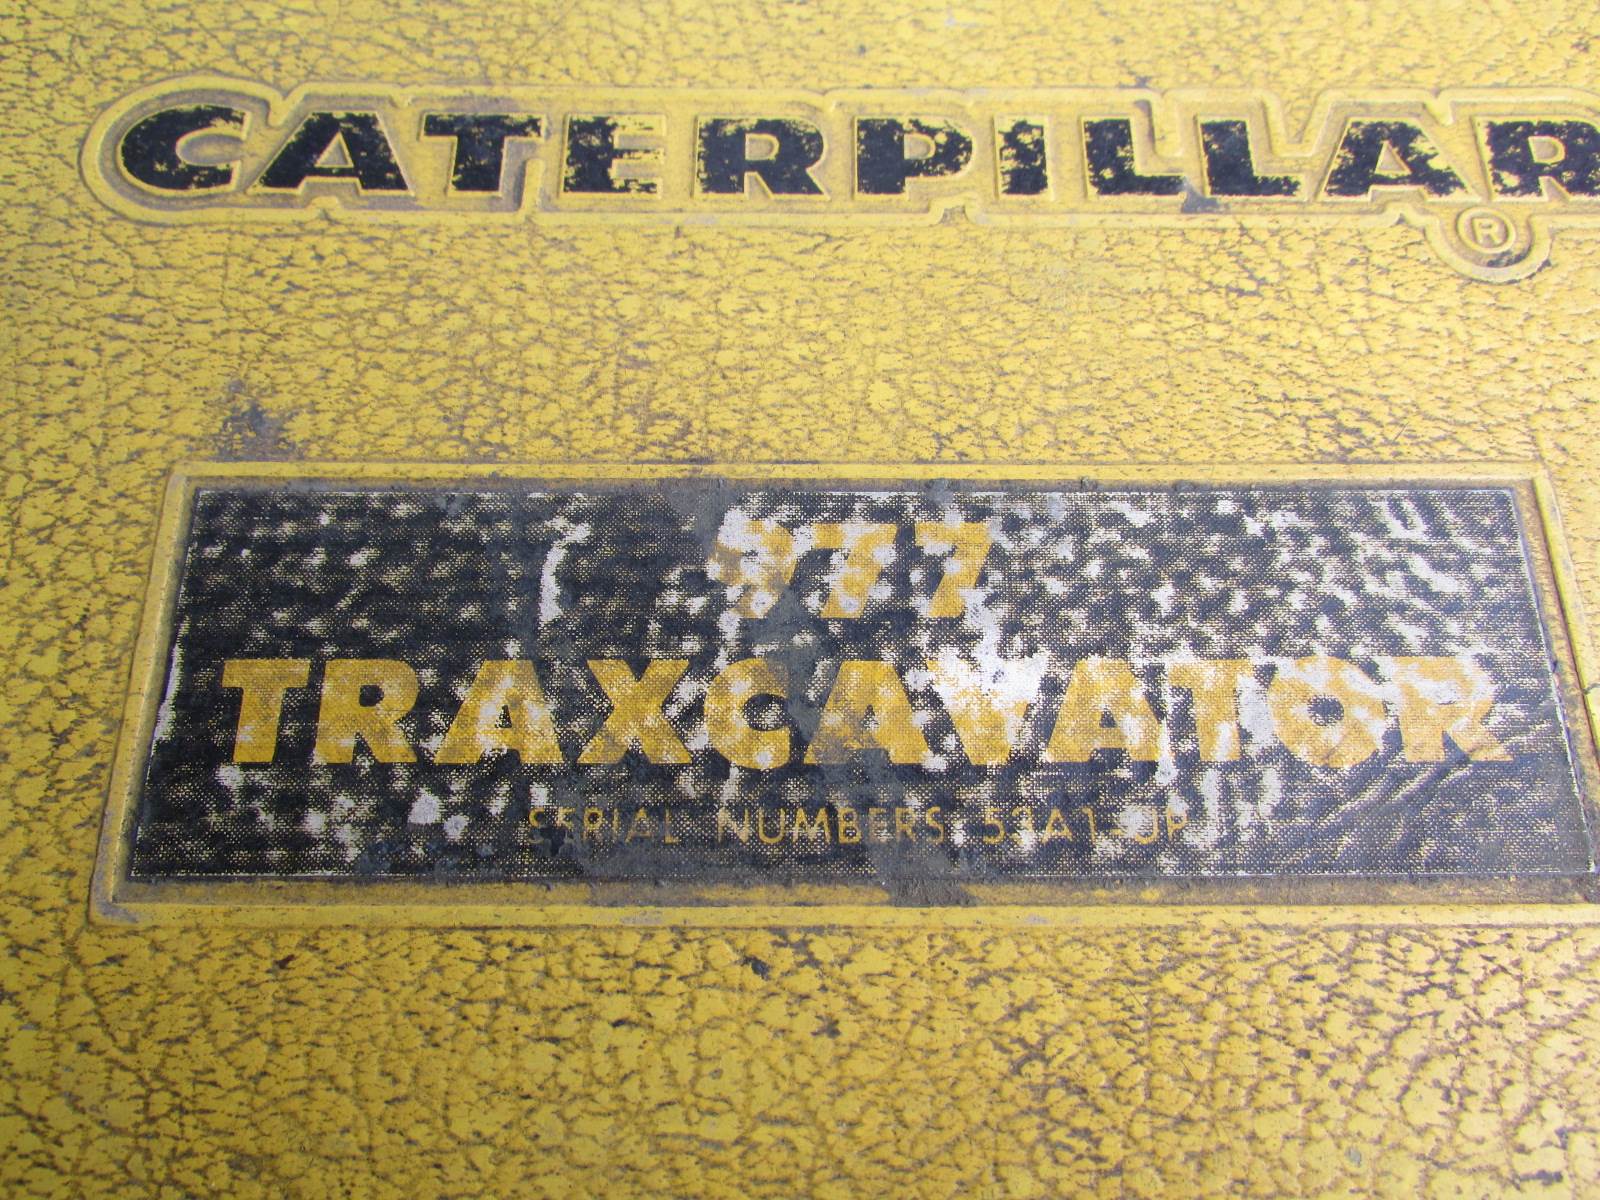 CATERPILLAR
®
977
TRAXCAVATOR
SERIAL NUMBERS 53A1-UP